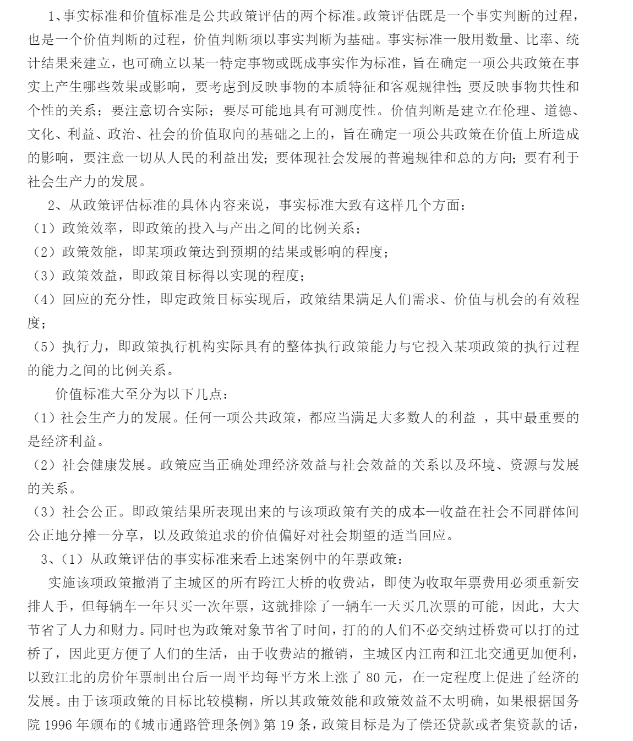 1、事实标准和价值标准是公共政策评估的两个标准。政策评估既是一个事实判断的过程,
也是一个价值判断的过程,价值判断须以事实判断为基础。事实标准一般用数量、比率、统
计结果来建立,也可确立以某一特定事物或既成事实作为标准,旨在确定一项公共政策在事
实上产生哪些效果或影响,要考虑到反映事物的本质特征和客观规律性;要反映事物共性和
个性的关系;要注意切合实际;要尽可能地具有可测度性。价值判断是建立在伦理、道德、
文化、利益、政治、社会的价值取向的基础之上的,旨在确定一项公共政策在价值上所造成
的影响,要注意一切从人民的利益出发;要体现社会发展的普遍规律和总的方向;要有利于
社会生产力的发展。
2、从政策评估标准的具体内容来说,事实标准大致有这样几个方面:
(1)政策效率,即政策的投入与产出之间的比例关系;
(2)政策效能,即某项政策达到预期的结果或影响的程度;
(3)政策效益,即政策目标得以实现的程度;
(4)回应的充分性,即定政策目标实现后,政策结果满足人们需求、价值与机会的有效程
度;
(5)执行力,即政策执行机构实际具有的整体执行政策能力与它投入某项政策的执行过程
的能力之间的比例关系。
价值标准大至分为以下几点:
(1)社会生产力的发展。任何一项公共政策,都应当满足大多数人的利益 ,其中最重要的
是经济利益。
(2)社会健康发展。政策应当正确处理经济效益与社会效益的关系以及环境、资源与发展
的关系。
(3)社会公正。即政策结果所表现出来的与该项政策有关的成本—收益在社会不同群体间
公正地分摊一分享,以及政策追求的价值偏好对社会期望的适当回应。
3、(1)从政策评估的事实标准来看上述案例中的年票政策:
实施该项政策撤消了主城区的所有跨江大桥的收费站,即使为收取年票费用必须重新安
排人手,但每辆车一年只买一次年票,这就排除了一辆车一天买几次票的可能,因此,大大
节省了人力和财力。同时也为政策对象节省了时间,打的的人们不必交纳过桥费可以打的过
桥了,因此更方便了人们的生活,由于收费站的撤销,主城区内江南和江北交通更加便利,
以致江北的房价年票制出台后一周平均每平方米上涨了 80 元,在一定程度上促进了经济的
发展。由于该项政策的目标比较模糊,所以其政策效能和政策效益不太明确,如果根据国务
院 1996 年颁布的《城市通路管理条例》第 19 条,政策目标是为了偿还贷款或者集资款的话,